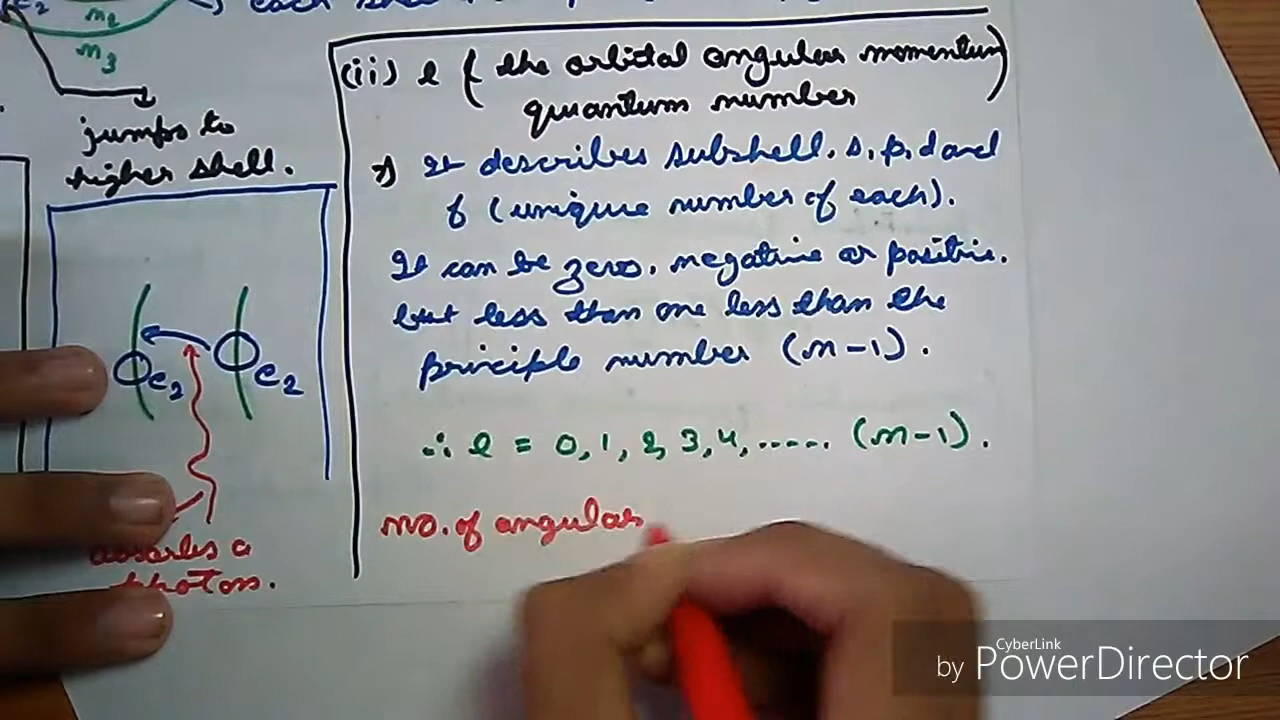 n2
n3
jumps to
higher shell.
e2
e2
absorbs a
photon.
(ii) l (the orbital angular momentum)
quantum number
It describes subshell. s, p, d and
f (unique number of each).
It can be zero, negative or positive.
but less than one less than the
principle number (n-1).
∴ l = 0, 1, 2, 3, 4, ..... (n-1).
no. of angular
CyberLink
by PowerDirector